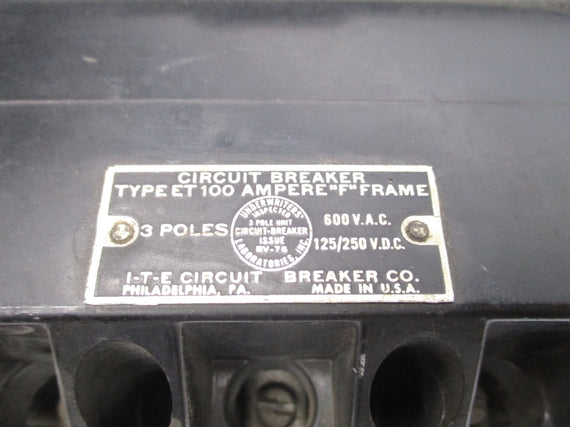 CIRCUIT BREAKER
TYPE ET 100 AMPERE "F" FRAME
3 POLES
UNDERWRITERS'
INSPECTED
3 POLE UNIT
CIRCUIT-BREAKER
ISSUE
LABORATORIES, INC.
600 V.A.C.
125/250 V.D.C.
I-T-E CIRCUIT BREAKER CO.
PHILADELPHIA, PA. MADE IN U.S.A.